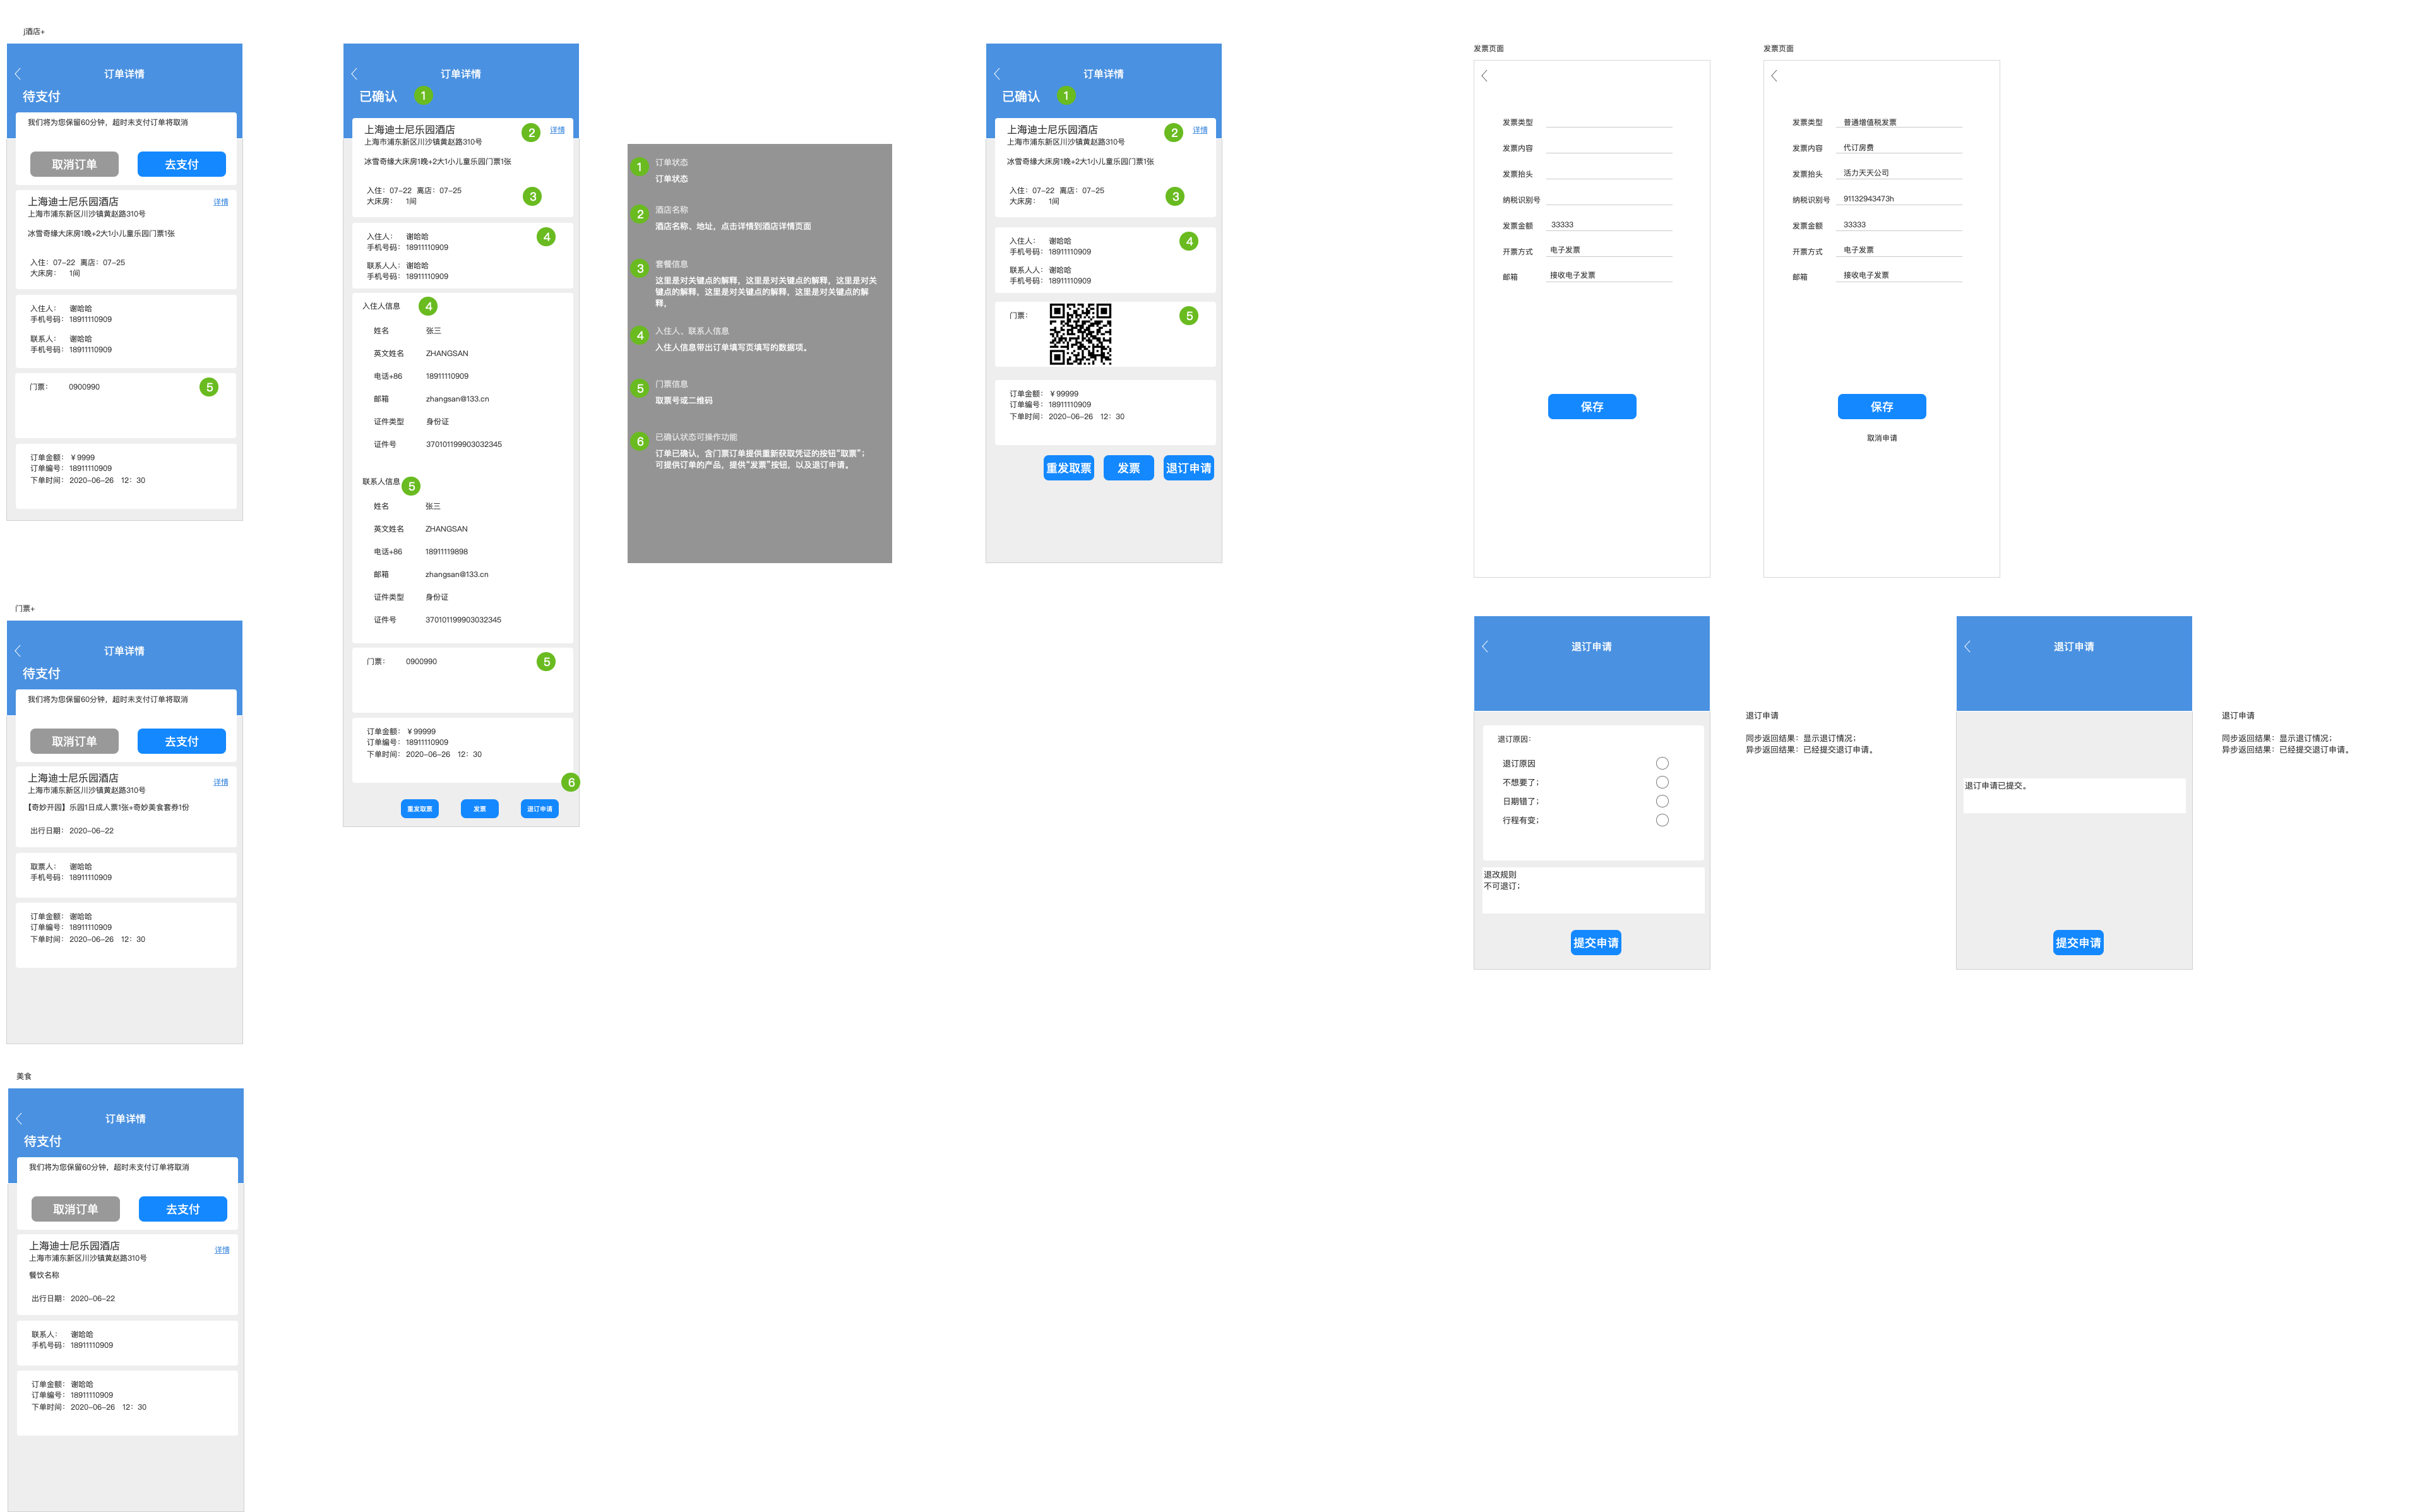 j酒店+
订单详情
待支付
我们将为您保留60分钟，超时未支付订单将取消
取消订单
去支付
上海迪士尼乐园酒店
详情
上海市浦东新区川沙镇黄赵路310号
冰雪奇缘大床房1晚+2大1小儿童乐园门票1张
入住：07-22 离店：07-25
大床房： 1间
入住人： 谢哈哈
手机号码：18911110909
联系人： 谢哈哈
手机号码：18911110909
门票： 0900990
5
订单金额：￥9999
订单编号：18911110909
下单时间：2020-06-26 12：30
门票+
订单详情
待支付
我们将为您保留60分钟，超时未支付订单将取消
取消订单
去支付
上海迪士尼乐园酒店
详情
上海市浦东新区川沙镇黄赵路310号
【奇妙开园】乐园1日成人票1张+奇妙美食套券1份
出行日期：2020-06-22
取票人： 谢哈哈
手机号码：18911110909
订单金额：谢哈哈
订单编号：18911110909
下单时间：2020-06-26 12：30
美食
订单详情
待支付
我们将为您保留60分钟，超时未支付订单将取消
取消订单
去支付
上海迪士尼乐园酒店
详情
上海市浦东新区川沙镇黄赵路310号
餐饮名称
出行日期：2020-06-22
联系人： 谢哈哈
手机号码：18911110909
订单金额：谢哈哈
订单编号：18911110909
下单时间：2020-06-26 12：30
订单详情
已确认
1
上海迪士尼乐园酒店
2
详情
上海市浦东新区川沙镇黄赵路310号
冰雪奇缘大床房1晚+2大1小儿童乐园门票1张
入住：07-22 离店：07-25
大床房： 1间
3
入住人： 谢哈哈
4
手机号码：18911110909
联系人人：谢哈哈
手机号码：18911110909
入住人信息
4
姓名 张三
英文姓名 ZHANGSAN
电话+86 18911110909
邮箱 zhangsan@133.cn
证件类型 身份证
证件号 370101199903032345
联系人信息
5
姓名 张三
英文姓名 ZHANGSAN
电话+86 18911119898
邮箱 zhangsan@133.cn
证件类型 身份证
证件号 370101199903032345
门票： 0900990
5
订单金额：￥99999
订单编号：18911110909
下单时间：2020-06-26 12：30
6
重发取票
发票
退订申请
1 订单状态
订单状态
2 酒店名称
酒店名称、地址，点击详情到酒店详情页面
3 套餐信息
这里是对关键点的解释，这里是对关键点的解释，这里是对关
键点的解释，这里是对关键点的解释，这里是对关键点的解
释。
4 入住人、联系人信息
入住人信息带出订单填写页填写的数据项。
5 门票信息
取票号或二维码
6 已确认状态可操作功能
订单已确认，含门票订单提供重新获取凭证的按钮“取票”；
可提供订单的产品，提供“发票”按钮，以及退订申请。
订单详情
已确认
1
上海迪士尼乐园酒店
2
详情
上海市浦东新区川沙镇黄赵路310号
冰雪奇缘大床房1晚+2大1小儿童乐园门票1张
入住：07-22 离店：07-25
大床房： 1间
3
入住人： 谢哈哈
4
手机号码：18911110909
联系人人：谢哈哈
手机号码：18911110909
门票：
5
订单金额：￥99999
订单编号：18911110909
下单时间：2020-06-26 12：30
重发取票
发票
退订申请
发票页面
发票类型
发票内容
发票抬头
纳税识别号
发票金额 33333
开票方式 电子发票
邮箱 接收电子发票
保存
发票页面
发票类型 普通增值税发票
发票内容 代订房费
发票抬头 活力天天公司
纳税识别号 91132943473h
发票金额 33333
开票方式 电子发票
邮箱 接收电子发票
保存
取消申请
退订申请
退订原因：
退订原因
不想要了；
日期错了；
行程有变；
退改规则
不可退订；
提交申请
退订申请
同步返回结果：显示退订情况；
异步返回结果：已经提交退订申请。
退订申请
退订申请已提交。
提交申请
退订申请
同步返回结果：显示退订情况；
异步返回结果：已经提交退订申请。